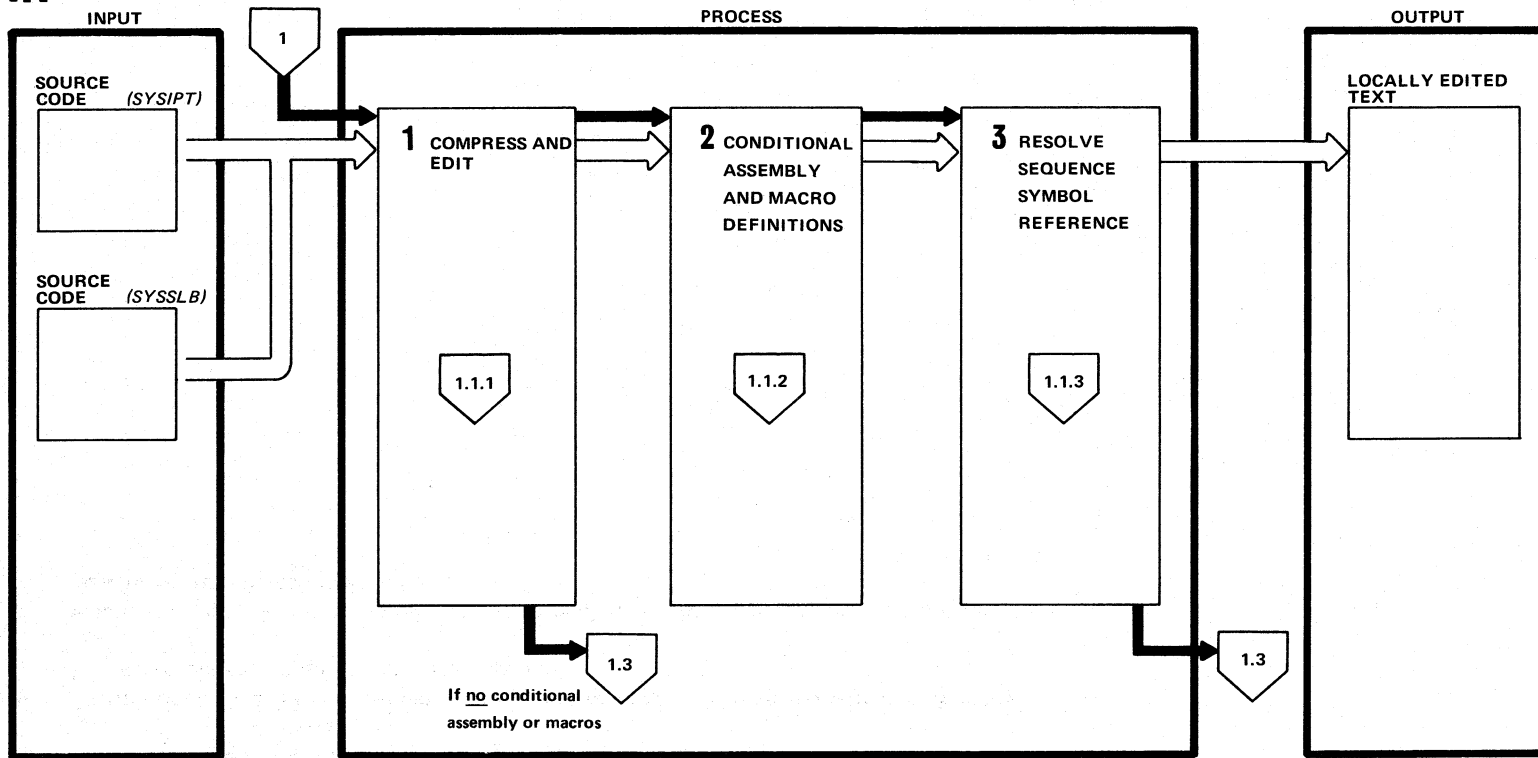 INPUT
PROCESS
OUTPUT
1
SOURCE
CODE (SYSIPT)
SOURCE
CODE (SYSSLB)
1 COMPRESS AND
EDIT
1.1.1
2 CONDITIONAL
ASSEMBLY
AND MACRO
DEFINITIONS
1.1.2
3 RESOLVE
SEQUENCE
SYMBOL
REFERENCE
1.1.3
LOCALLY EDITED
TEXT
1.3
If no conditional
assembly or macros
1.3